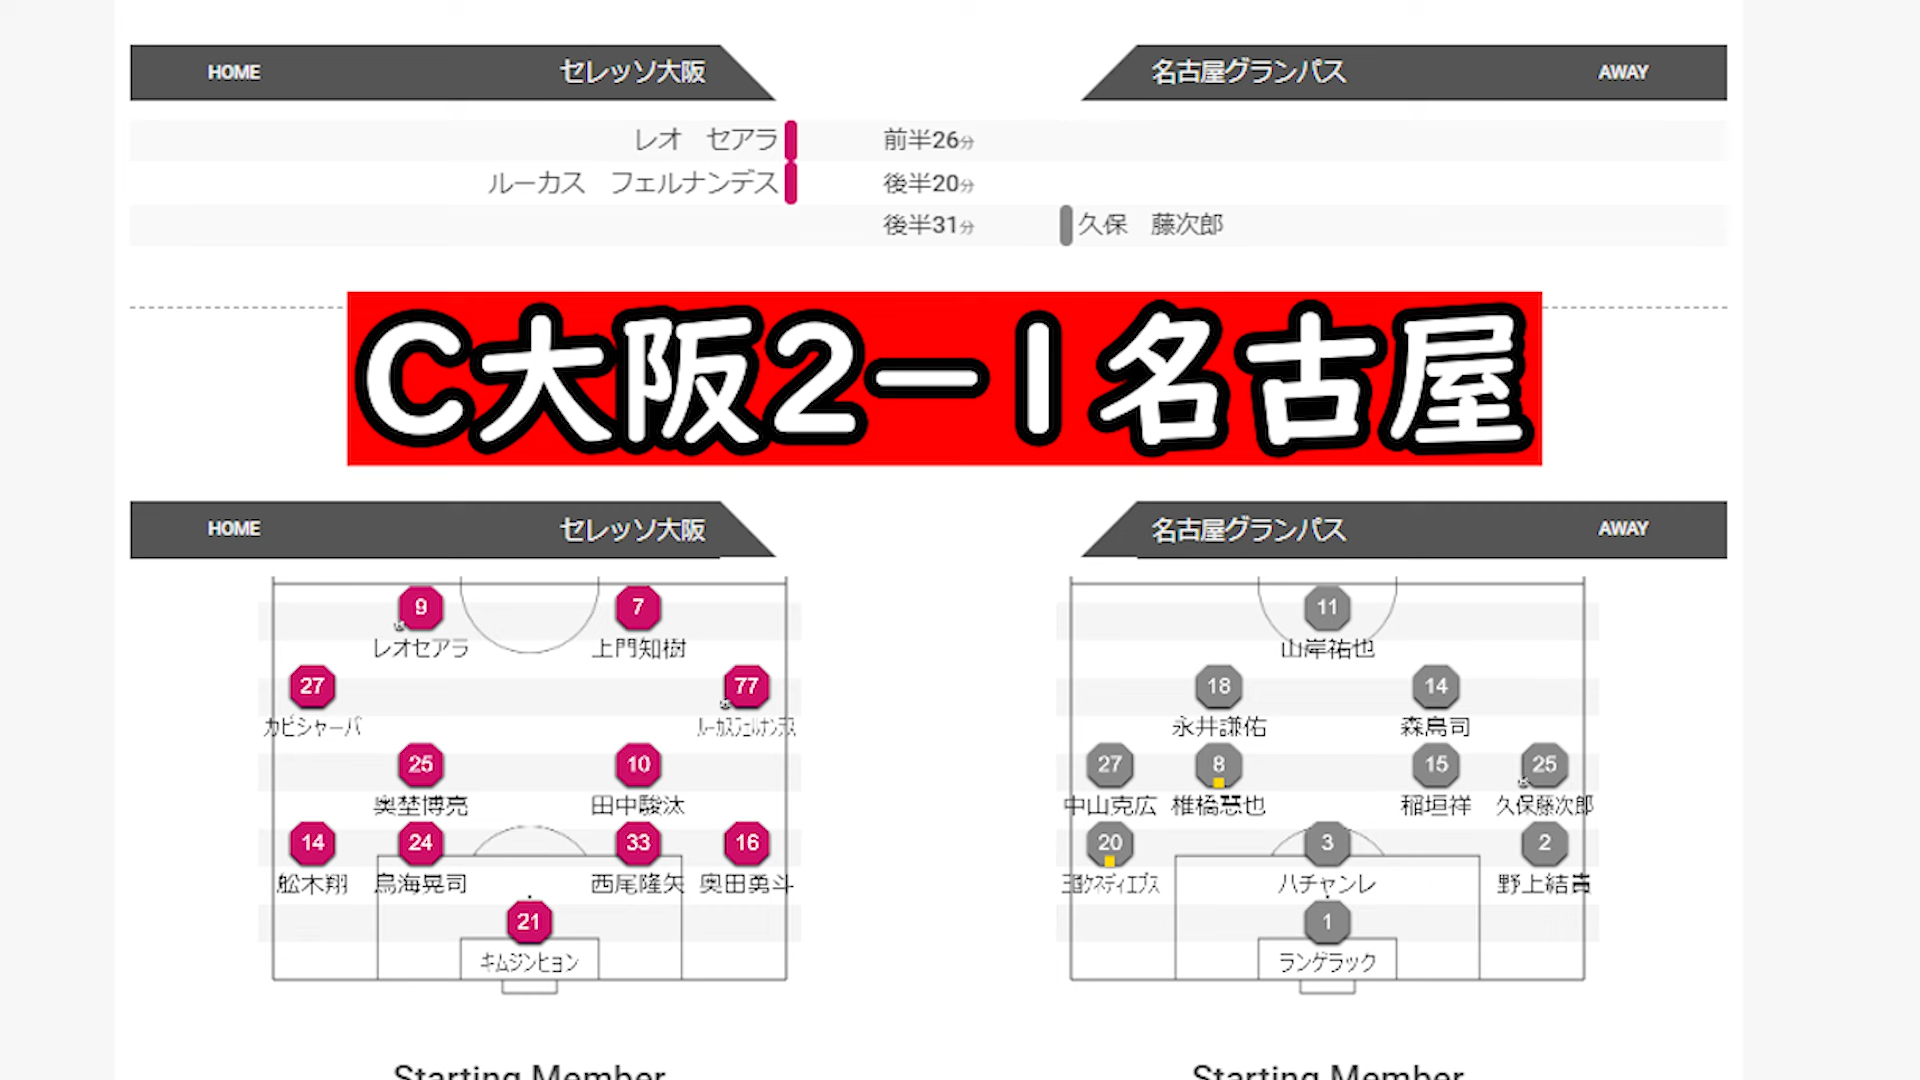 HOME セレッソ大阪 名古屋グランパス AWAY
レオ　セアラ 前半26分
ルーカス　フェルナンデス 後半20分
後半31分 久保　藤次郎
C大阪2－1名古屋
HOME セレッソ大阪 名古屋グランパス AWAY
9 7 11
レオセアラ 上門知樹 山岸祐也
27 77 18 14
カピシャーバ ルーカスフェルナンデス 永井謙佑 森島司
25 10 27 8 15 25
奥埜博亮 田中駿汰 中山克広 椎橋慧也 稲垣祥 久保藤次郎
14 24 33 16 20 3 2
舩木翔 鳥海晃司 西尾隆矢 奥田勇斗 三國ケネディエブス ハチャンレ 野上結貴
21 1
キムジンヒョン ランゲラック
Starting Member Starting Member